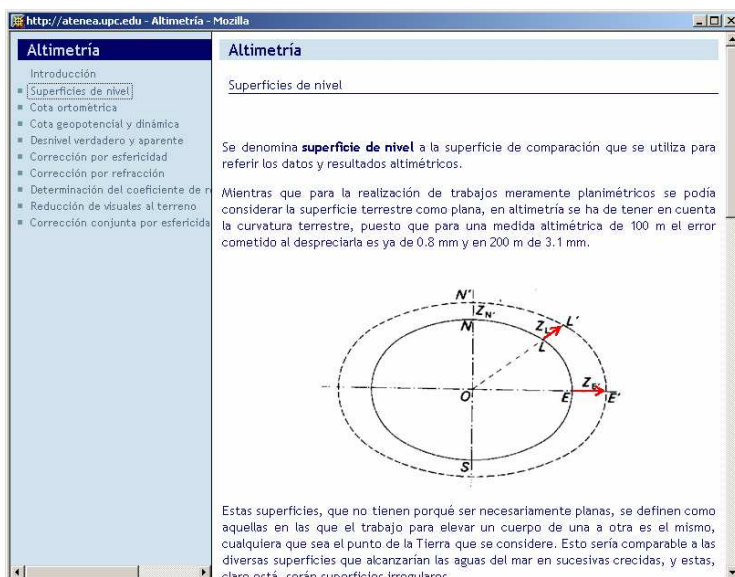 http://atenea.upc.edu - Altimetría - Mozilla
Altimetría
Introducción
Superficies de nivel
Cota ortométrica
Cota geopotencial y dinámica
Desnivel verdadero y aparente
Corrección por esfericidad
Corrección por refracción
Determinación del coeficiente de r
Reducción de visuales al terreno
Corrección conjunta por esfericida
Altimetría
Superficies de nivel
Se denomina superficie de nivel a la superficie de comparación que se utiliza para
referir los datos y resultados altimétricos.
Mientras que para la realización de trabajos meramente planimétricos se podía
considerar la superficie terrestre como plana, en altimetría se ha de tener en cuenta
la curvatura terrestre, puesto que para una medida altimétrica de 100 m el error
cometido al despreciarla es ya de 0.8 mm y en 200 m de 3.1 mm.
N'
Z_N'
N
Z_L'
L'
L
Z_E'
O
E
E'
S
Estas superficies, que no tienen porqué ser necesariamente planas, se definen como
aquellas en las que el trabajo para elevar un cuerpo de una a otra es el mismo,
cualquiera que sea el punto de la Tierra que se considere. Esto sería comparable a las
diversas superficies que alcanzarían las aguas del mar en sucesivas crecidas, y estas,
claro está, serán superficies irregulares